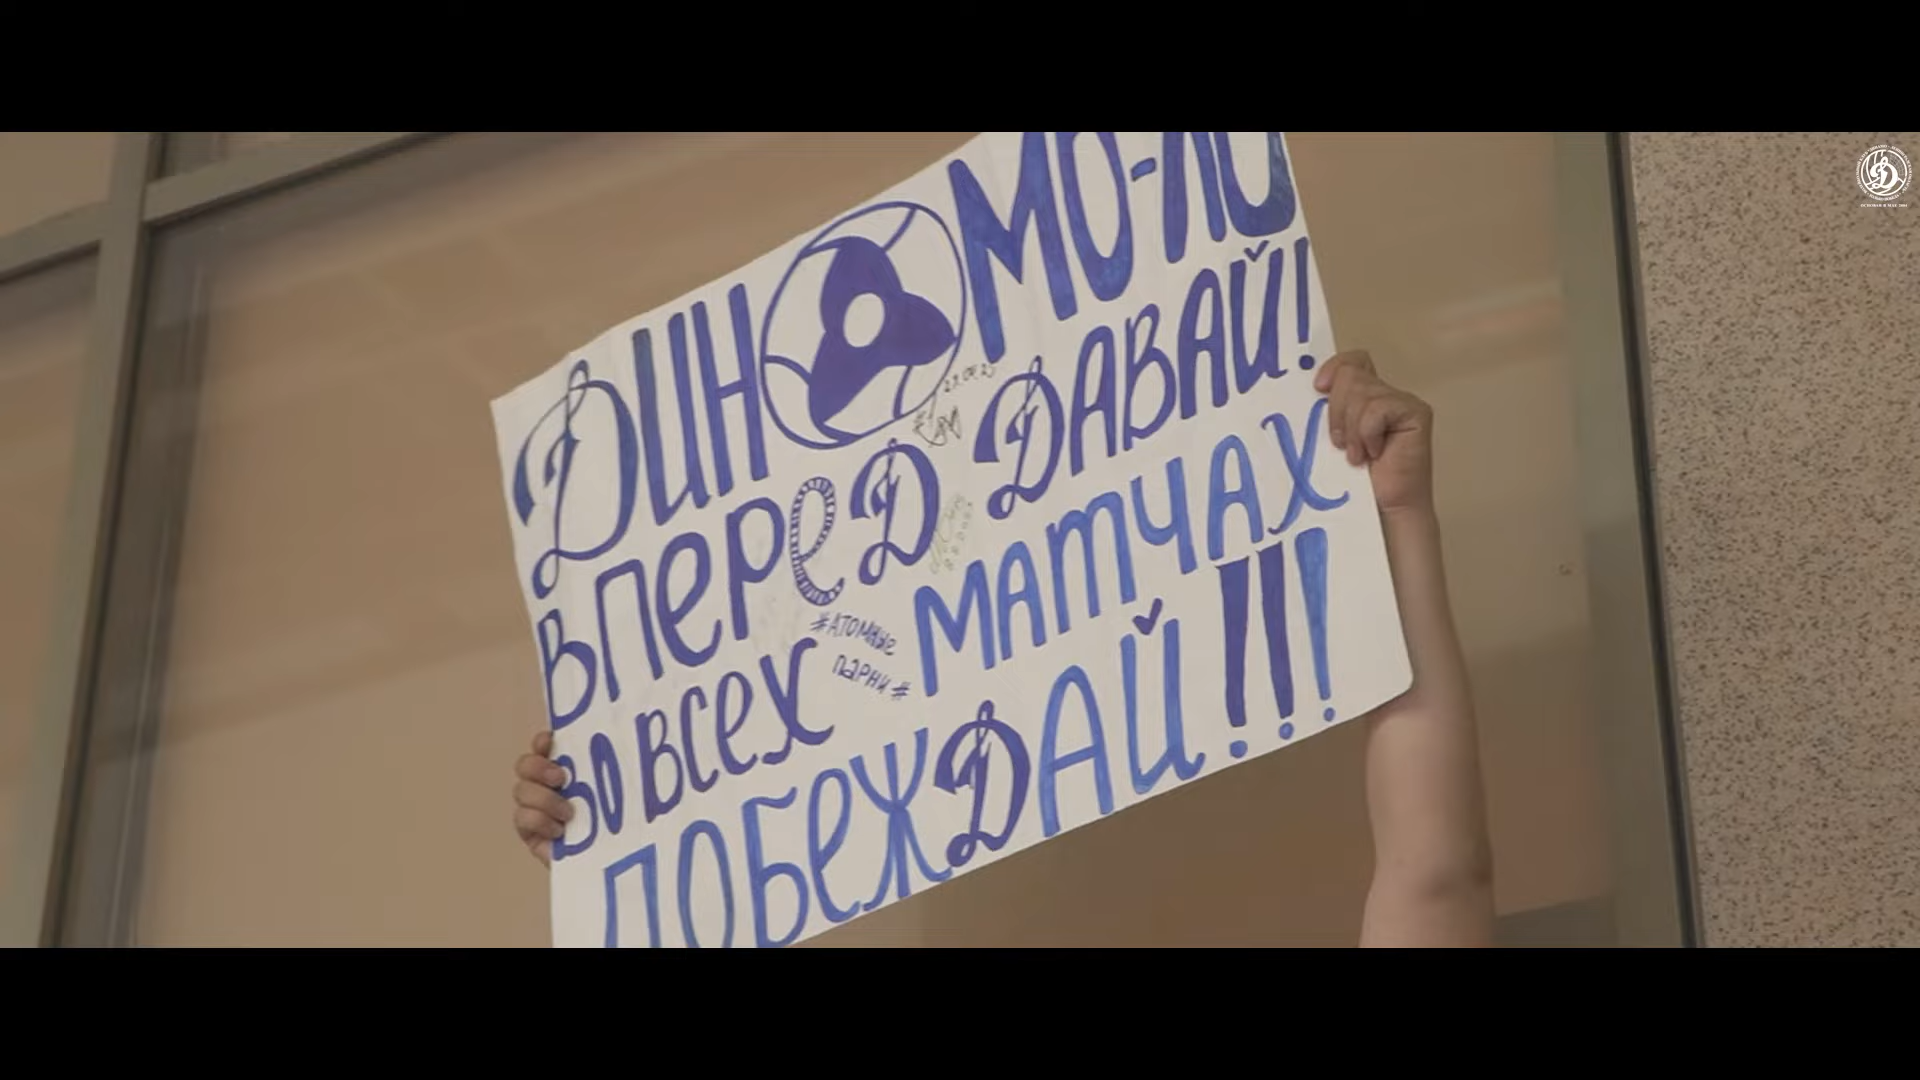 ДИНАМО-ЛО
ВПЕРеД ДАВАЙ!
#АТОМНЫЕ
ПАРНИ#
ВО ВСЕХ МАТЧАХ
ПОБЕЖДАЙ!!!